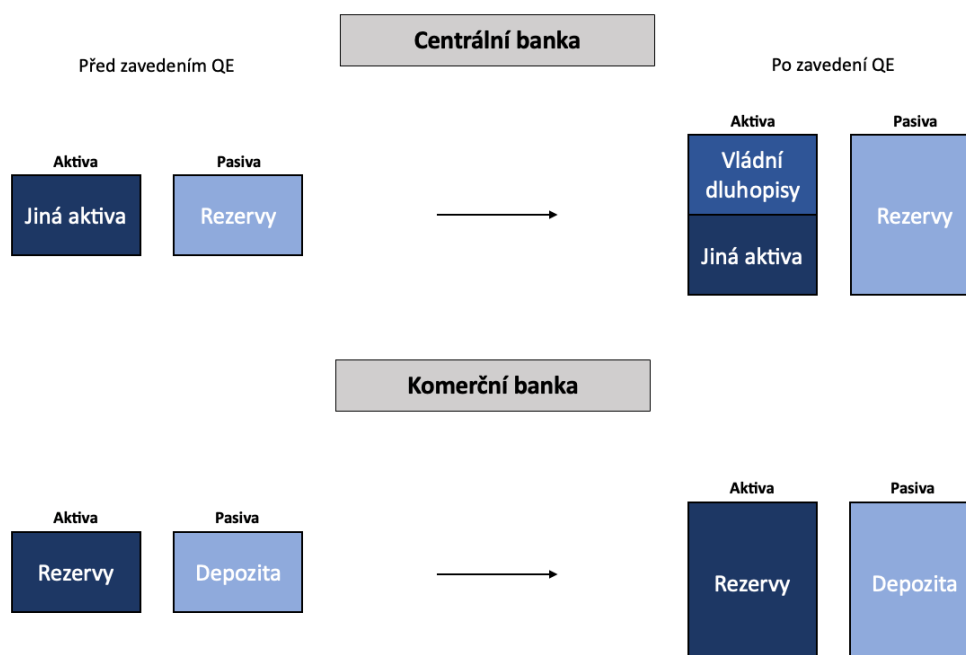 Centrální banka
Před zavedením QE
Po zavedení QE
Aktiva
Pasiva
Jiná aktiva
Rezervy
Aktiva
Pasiva
Vládní
dluhopisy
Jiná aktiva
Rezervy
Komerční banka
Aktiva
Pasiva
Rezervy
Depozita
Aktiva
Pasiva
Rezervy
Depozita